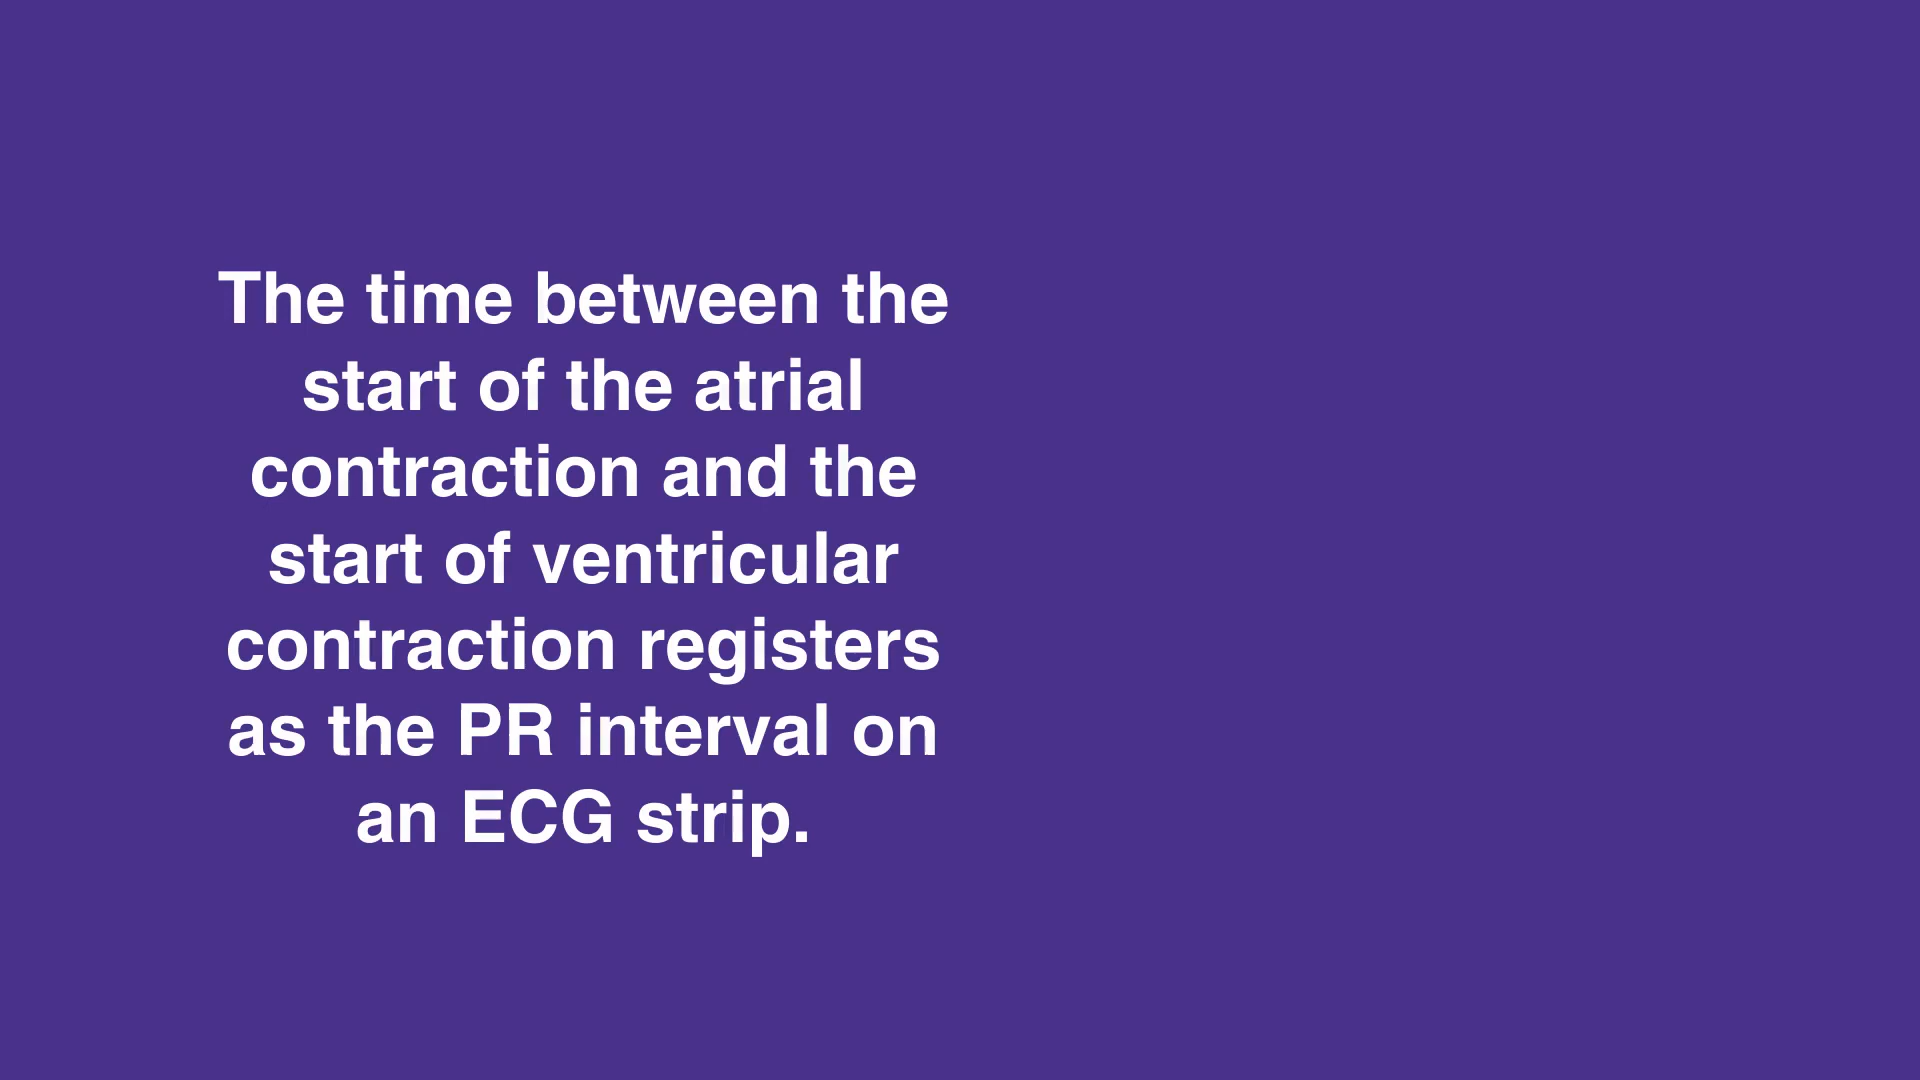 The time between the
start of the atrial
contraction and the
start of ventricular
contraction registers
as the PR interval on
an ECG strip.